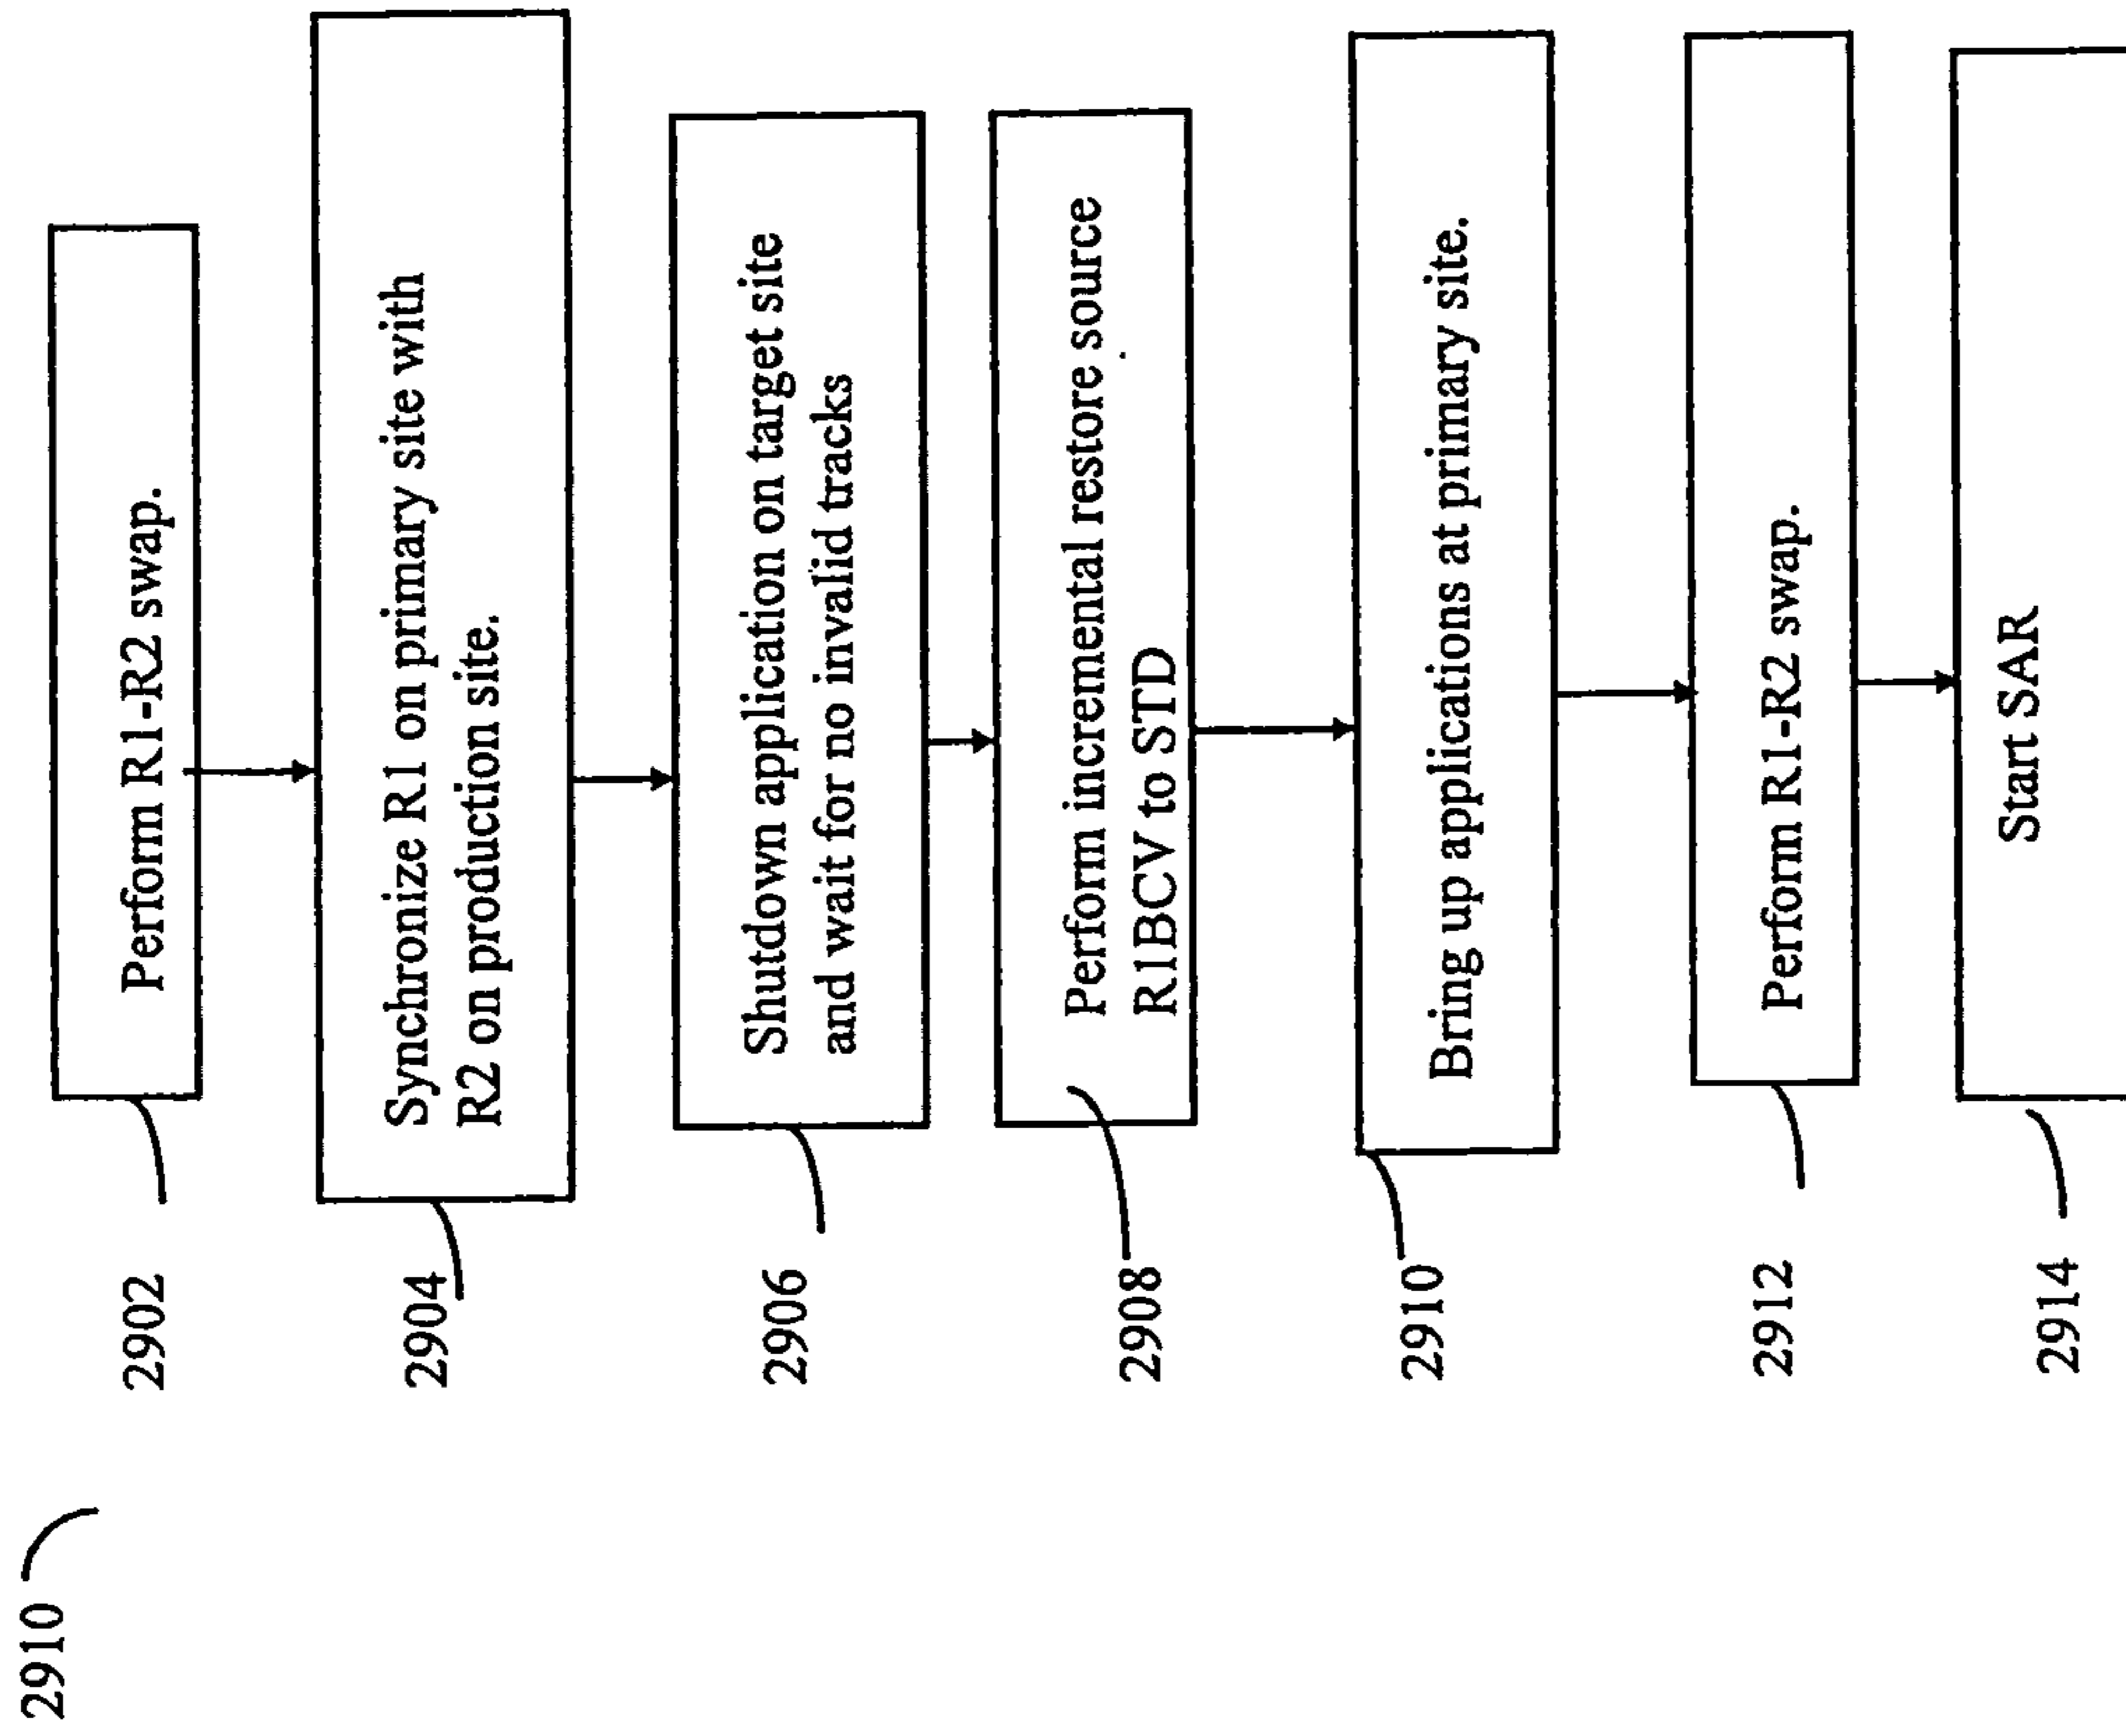 2910
2902
Perform R1-R2 swap.
2904
Synchronize R1 on primary site with
R2 on production site.
2906
Shutdown application on target site
and wait for no invalid tracks
2908
Perform incremental restore source
R1BCV to STD
2910
Bring up applications at primary site.
2912
Perform R1-R2 swap.
2914
Start SAR